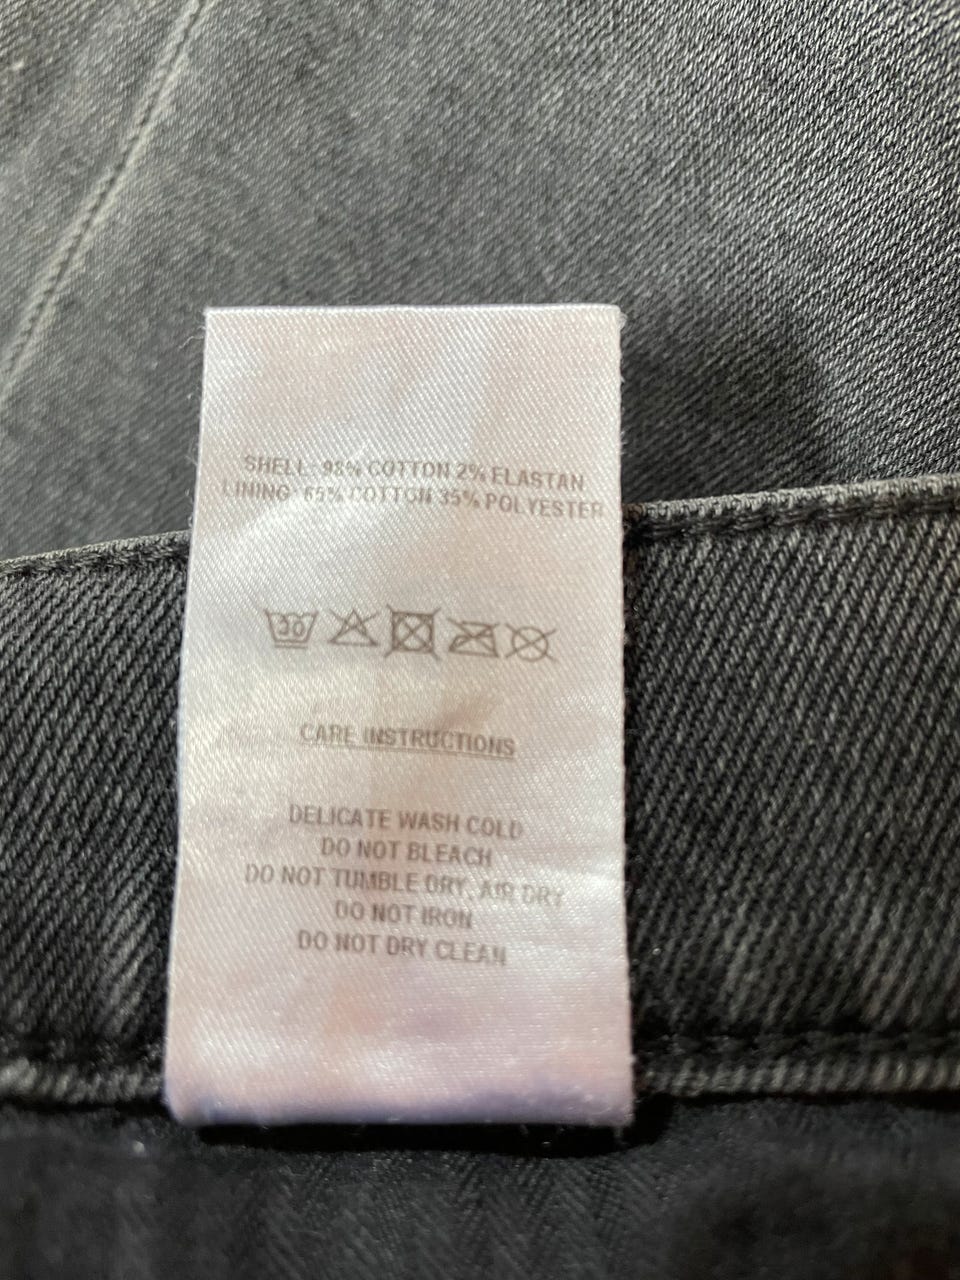 SHELL: 98% COTTON 2% ELASTAN
LINING: 65% COTTON 35% POLYESTER
30
CARE INSTRUCTIONS
DELICATE WASH COLD
DO NOT BLEACH
DO NOT TUMBLE DRY, AIR DRY
DO NOT IRON
DO NOT DRY CLEAN